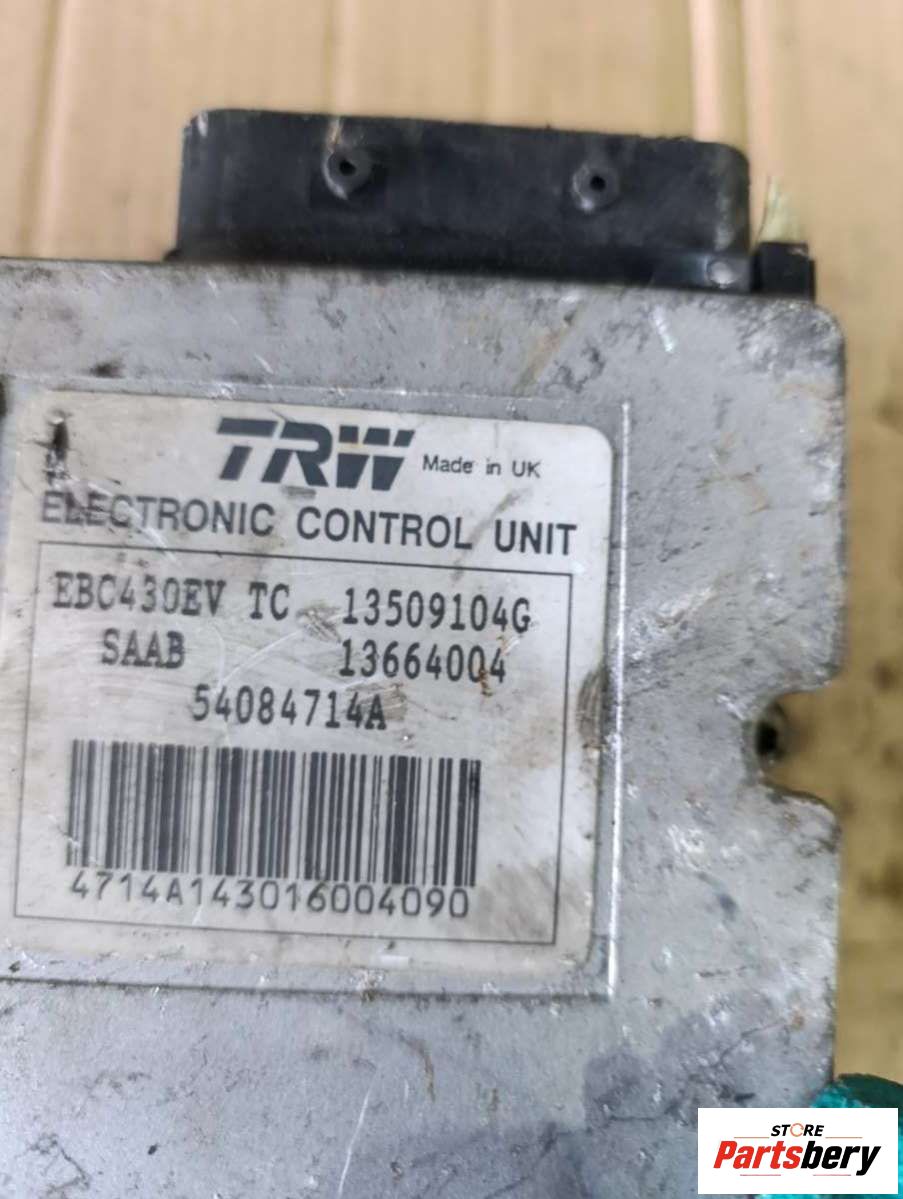 TRW Made in UK
ELECTRONIC CONTROL UNIT
EBC430EV TC 13509104G
SAAB 13664004
54084714A
4714A143016004090
STORE
Partsbery